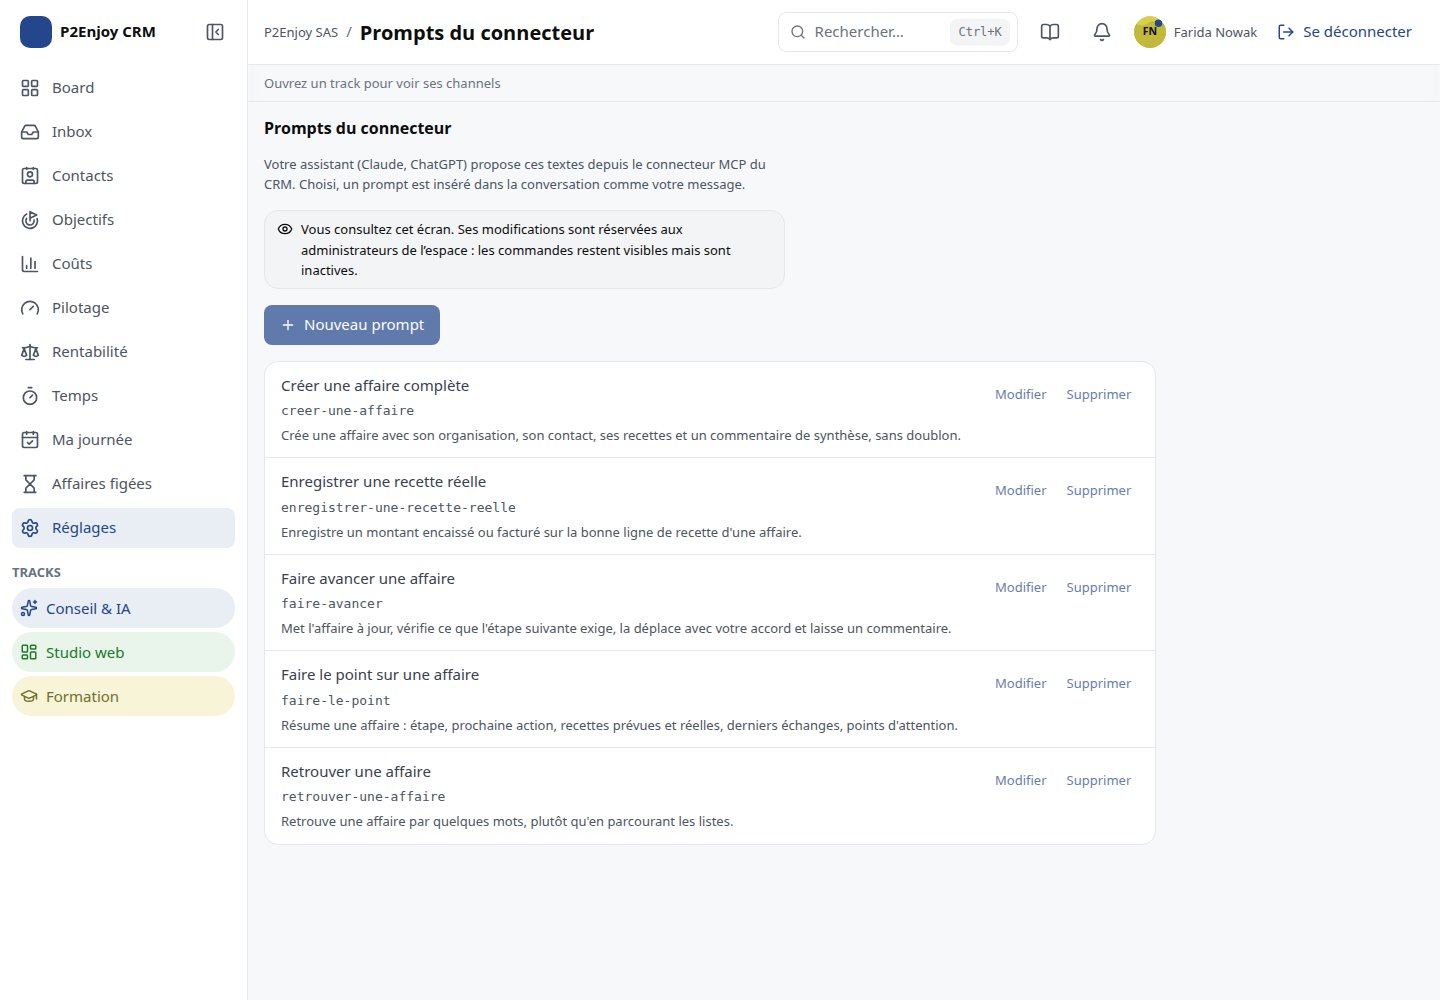 P2Enjoy CRM
Board
Inbox
Contacts
Objectifs
Coûts
Pilotage
Rentabilité
Temps
Ma journée
Affaires figées
Réglages
TRACKS
Conseil & IA
Studio web
Formation
P2Enjoy SAS / Prompts du connecteur
Rechercher... Ctrl+K
FN Farida Nowak
Se déconnecter
Ouvrez un track pour voir ses channels
Prompts du connecteur
Votre assistant (Claude, ChatGPT) propose ces textes depuis le connecteur MCP du
CRM. Choisi, un prompt est inséré dans la conversation comme votre message.
Vous consultez cet écran. Ses modifications sont réservées aux
administrateurs de l'espace : les commandes restent visibles mais sont
inactives.
Nouveau prompt
Créer une affaire complète
creer-une-affaire
Crée une affaire avec son organisation, son contact, ses recettes et un commentaire de synthèse, sans doublon.
Modifier Supprimer
Enregistrer une recette réelle
enregistrer-une-recette-reelle
Enregistre un montant encaissé ou facturé sur la bonne ligne de recette d'une affaire.
Modifier Supprimer
Faire avancer une affaire
faire-avancer
Met l'affaire à jour, vérifie ce que l'étape suivante exige, la déplace avec votre accord et laisse un commentaire.
Modifier Supprimer
Faire le point sur une affaire
faire-le-point
Résume une affaire : étape, prochaine action, recettes prévues et réelles, derniers échanges, points d'attention.
Modifier Supprimer
Retrouver une affaire
retrouver-une-affaire
Retrouve une affaire par quelques mots, plutôt qu'en parcourant les listes.
Modifier Supprimer